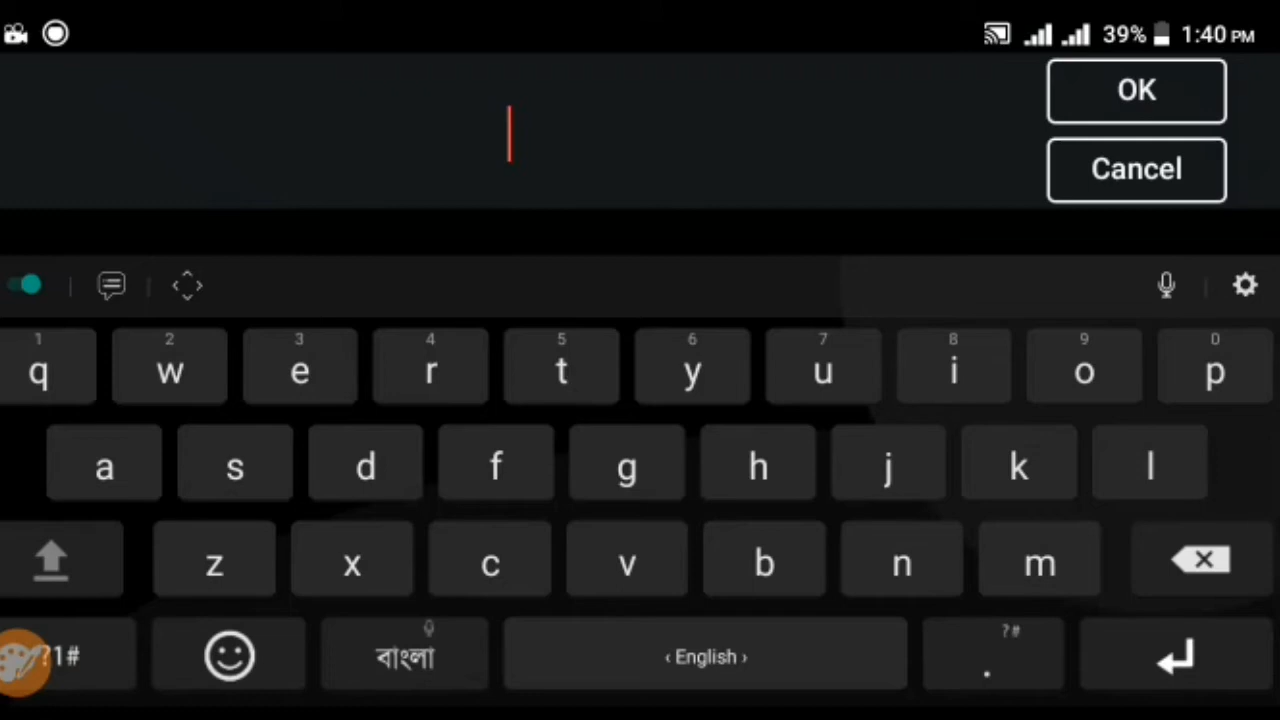 39% 1:40 PM
OK
Cancel
1 2 3 4 5 6 7 8 9 0
q w e r t y u i o p
a s d f g h j k l
z x c v b n m
?1# বাংলা ‹ English › ?# .